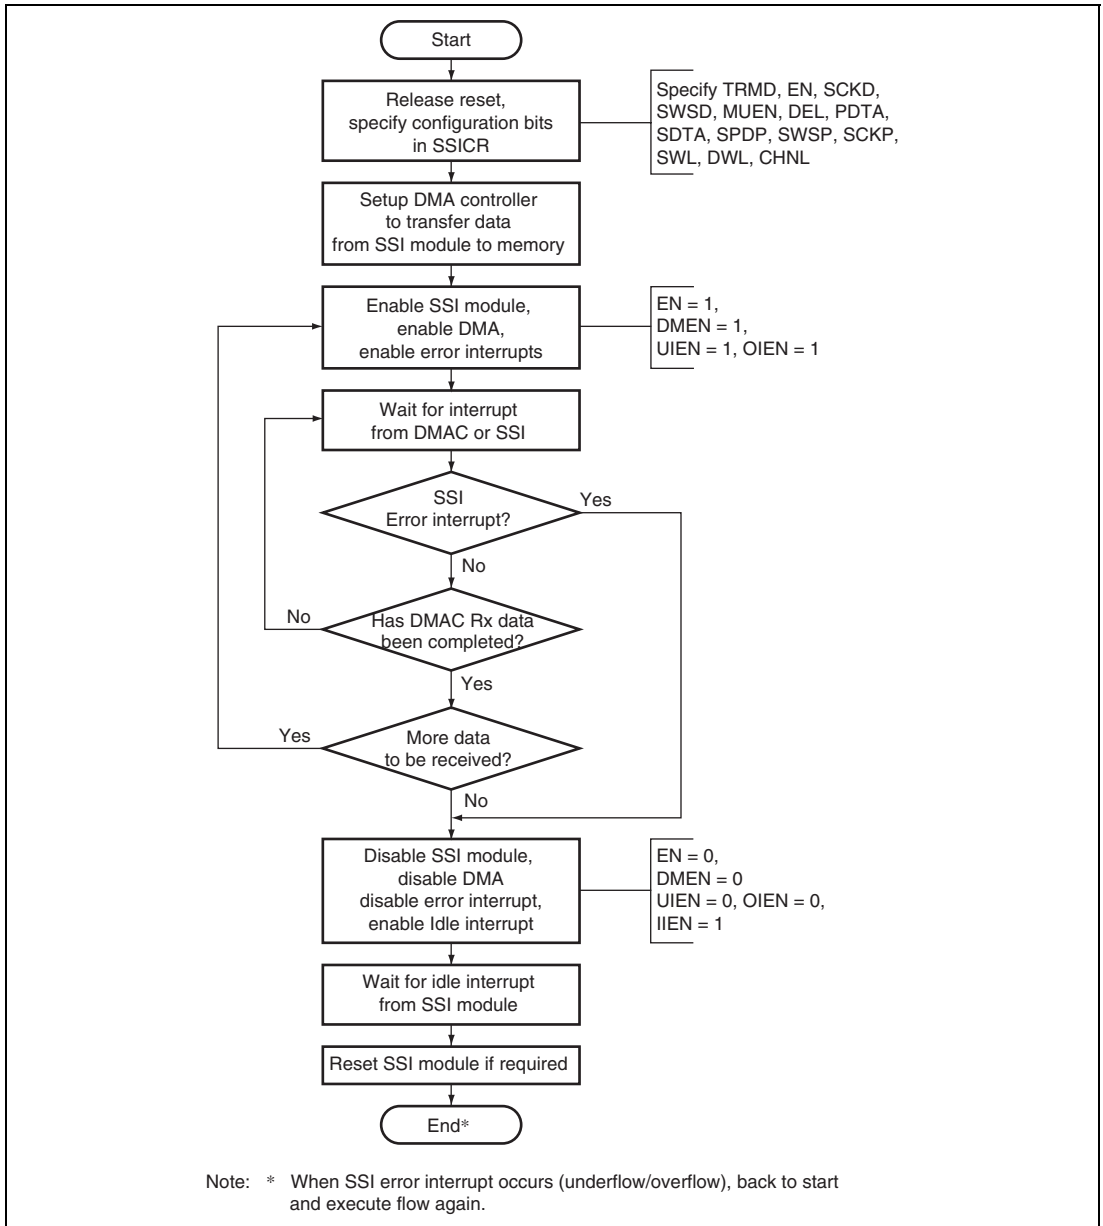 Start
Release reset,
specify configuration bits
in SSICR
Specify TRMD, EN, SCKD,
SWSD, MUEN, DEL, PDTA,
SDTA, SPDP, SWSP, SCKP,
SWL, DWL, CHNL
Setup DMA controller
to transfer data
from SSI module to memory
Enable SSI module,
enable DMA,
enable error interrupts
EN = 1,
DMEN = 1,
UIEN = 1, OIEN = 1
Wait for interrupt
from DMAC or SSI
SSI
Error interrupt?
Yes
No
Has DMAC Rx data
been completed?
No
Yes
More data
to be received?
Yes
No
Disable SSI module,
disable DMA
disable error interrupt,
enable Idle interrupt
EN = 0,
DMEN = 0
UIEN = 0, OIEN = 0,
IIEN = 1
Wait for idle interrupt
from SSI module
Reset SSI module if required
End*
Note: * When SSI error interrupt occurs (underflow/overflow), back to start
and execute flow again.